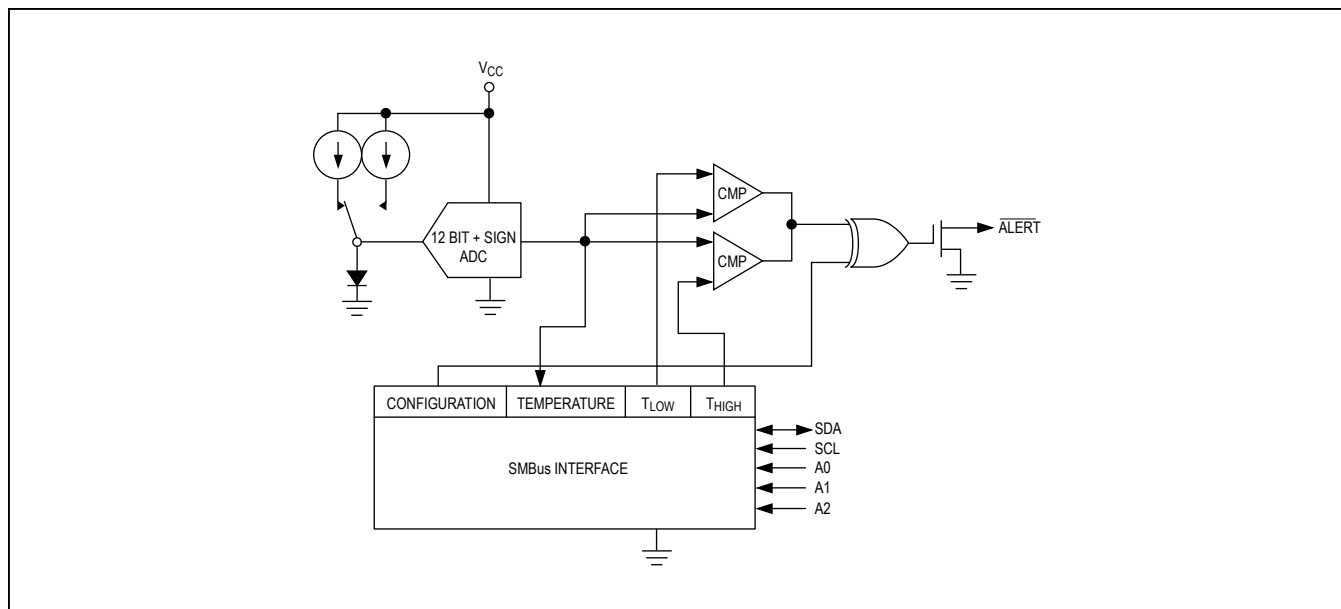 VCC
12 BIT + SIGN
ADC
CMP
CMP
ALERT
CONFIGURATION
TEMPERATURE
TLOW
THIGH
SMBus INTERFACE
SDA
SCL
A0
A1
A2